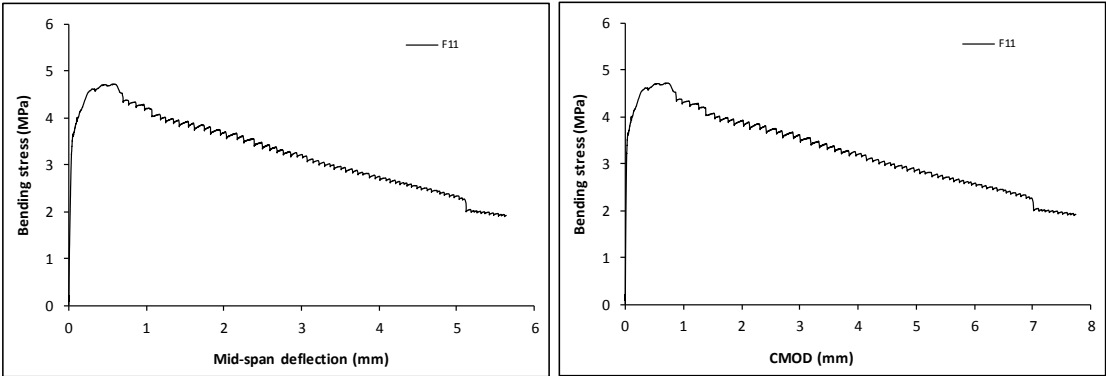 6
5
4
3
2
1
0
Bending stress (MPa)
F11
0 1 2 3 4 5 6
Mid-span deflection (mm)
6
5
4
3
2
1
0
Bending stress (MPa)
F11
0 1 2 3 4 5 6 7 8
CMOD (mm)